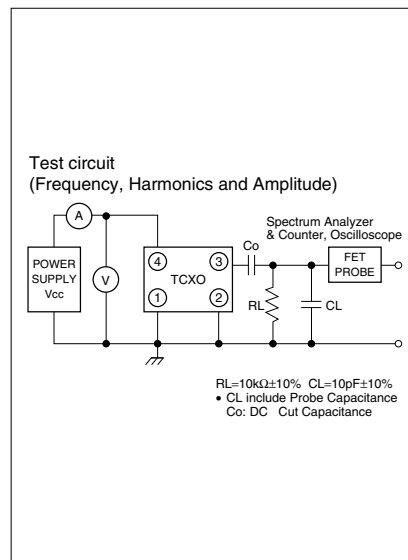 Test circuit
(Frequency, Harmonics and Amplitude)
A
Spectrum Analyzer
& Counter, Oscilloscope
Co
POWER
SUPPLY
Vcc
V
4
3
TCXO
1
2
RL
CL
FET
PROBE
RL=10kΩ±10% CL=10pF±10%
• CL include Probe Capacitance
Co: DC Cut Capacitance